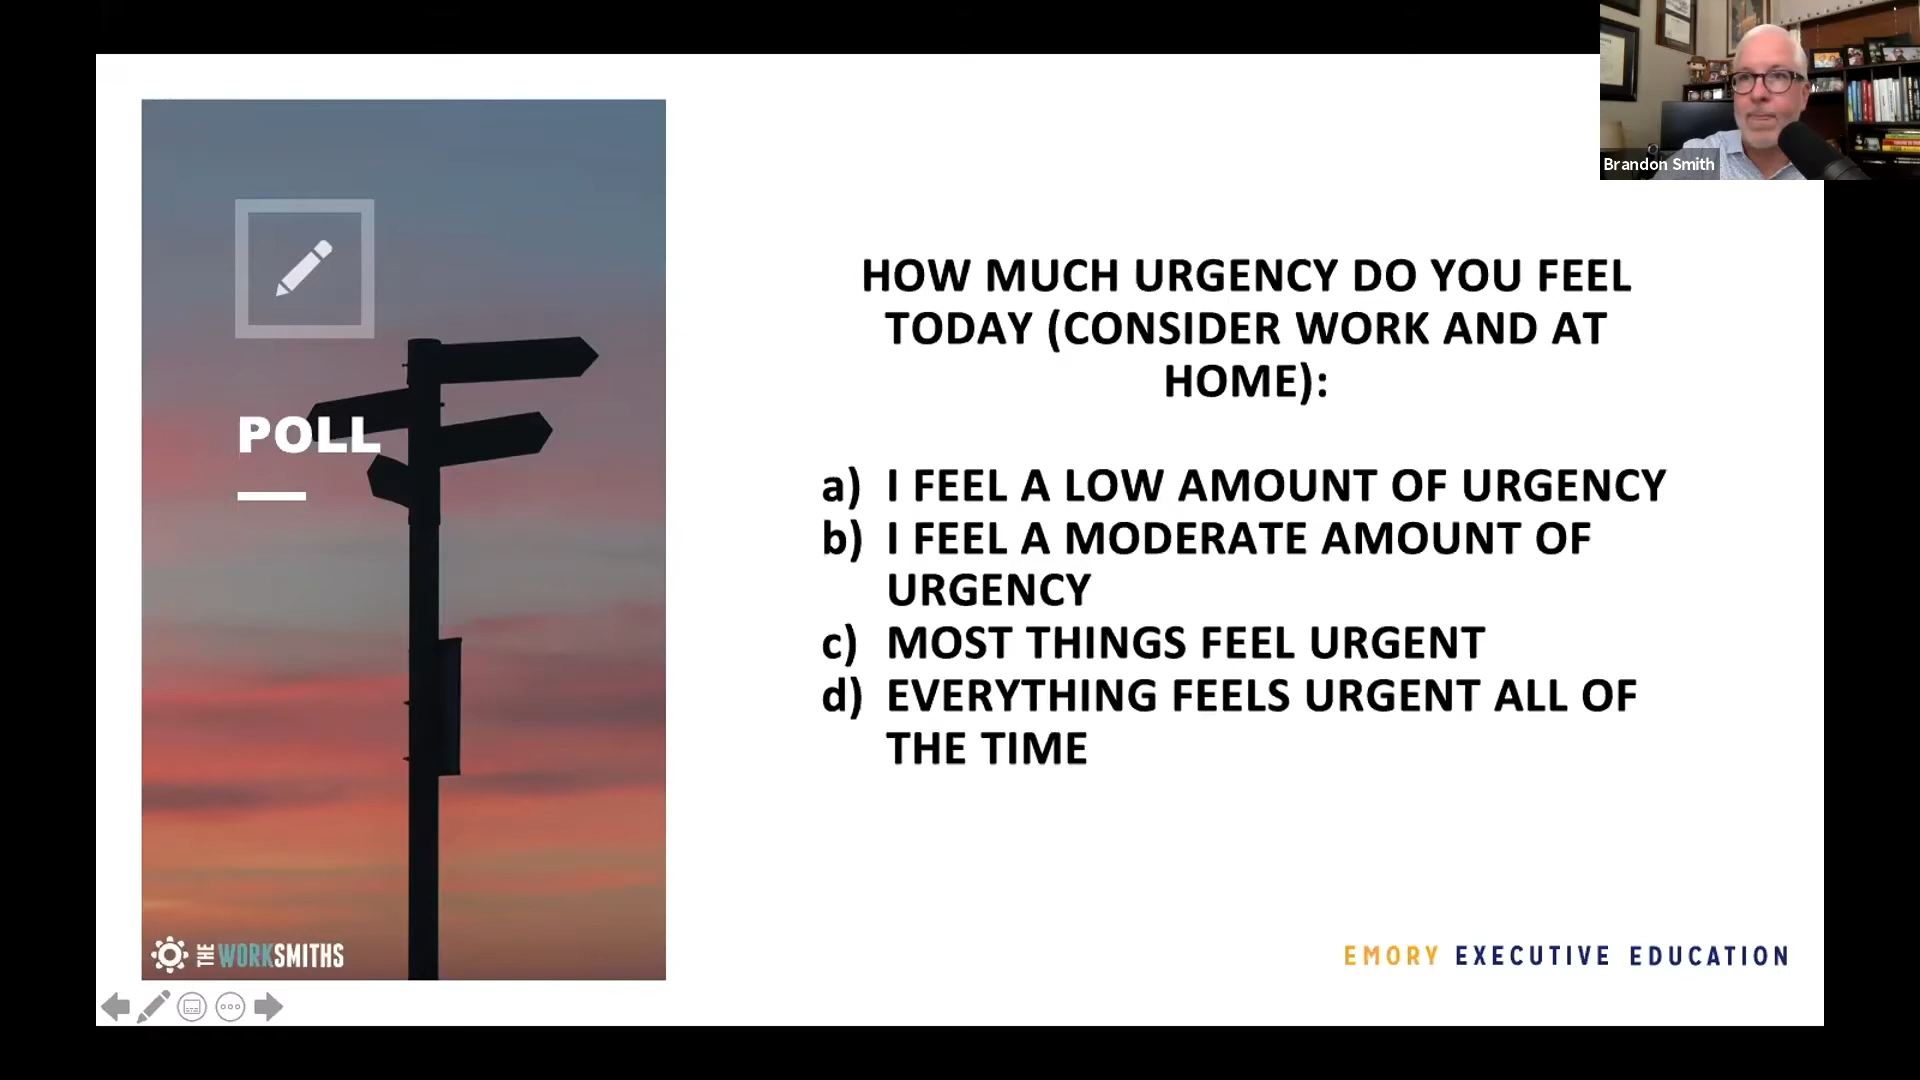 Brandon Smith
POLL
HOW MUCH URGENCY DO YOU FEEL
TODAY (CONSIDER WORK AND AT
HOME):
a) I FEEL A LOW AMOUNT OF URGENCY
b) I FEEL A MODERATE AMOUNT OF
URGENCY
c) MOST THINGS FEEL URGENT
d) EVERYTHING FEELS URGENT ALL OF
THE TIME
THE WORKSMITHS
EMORY EXECUTIVE EDUCATION